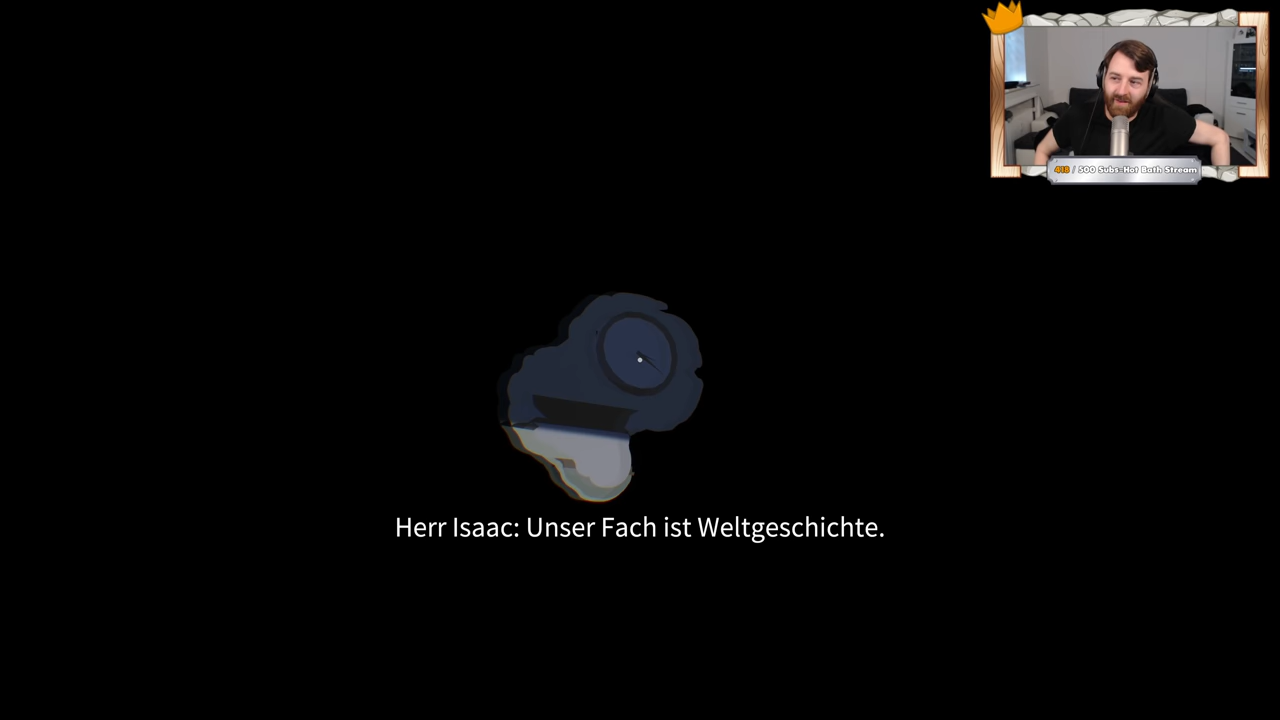 418 / 500 Subs-Hot Bath Stream
Herr Isaac: Unser Fach ist Weltgeschichte.